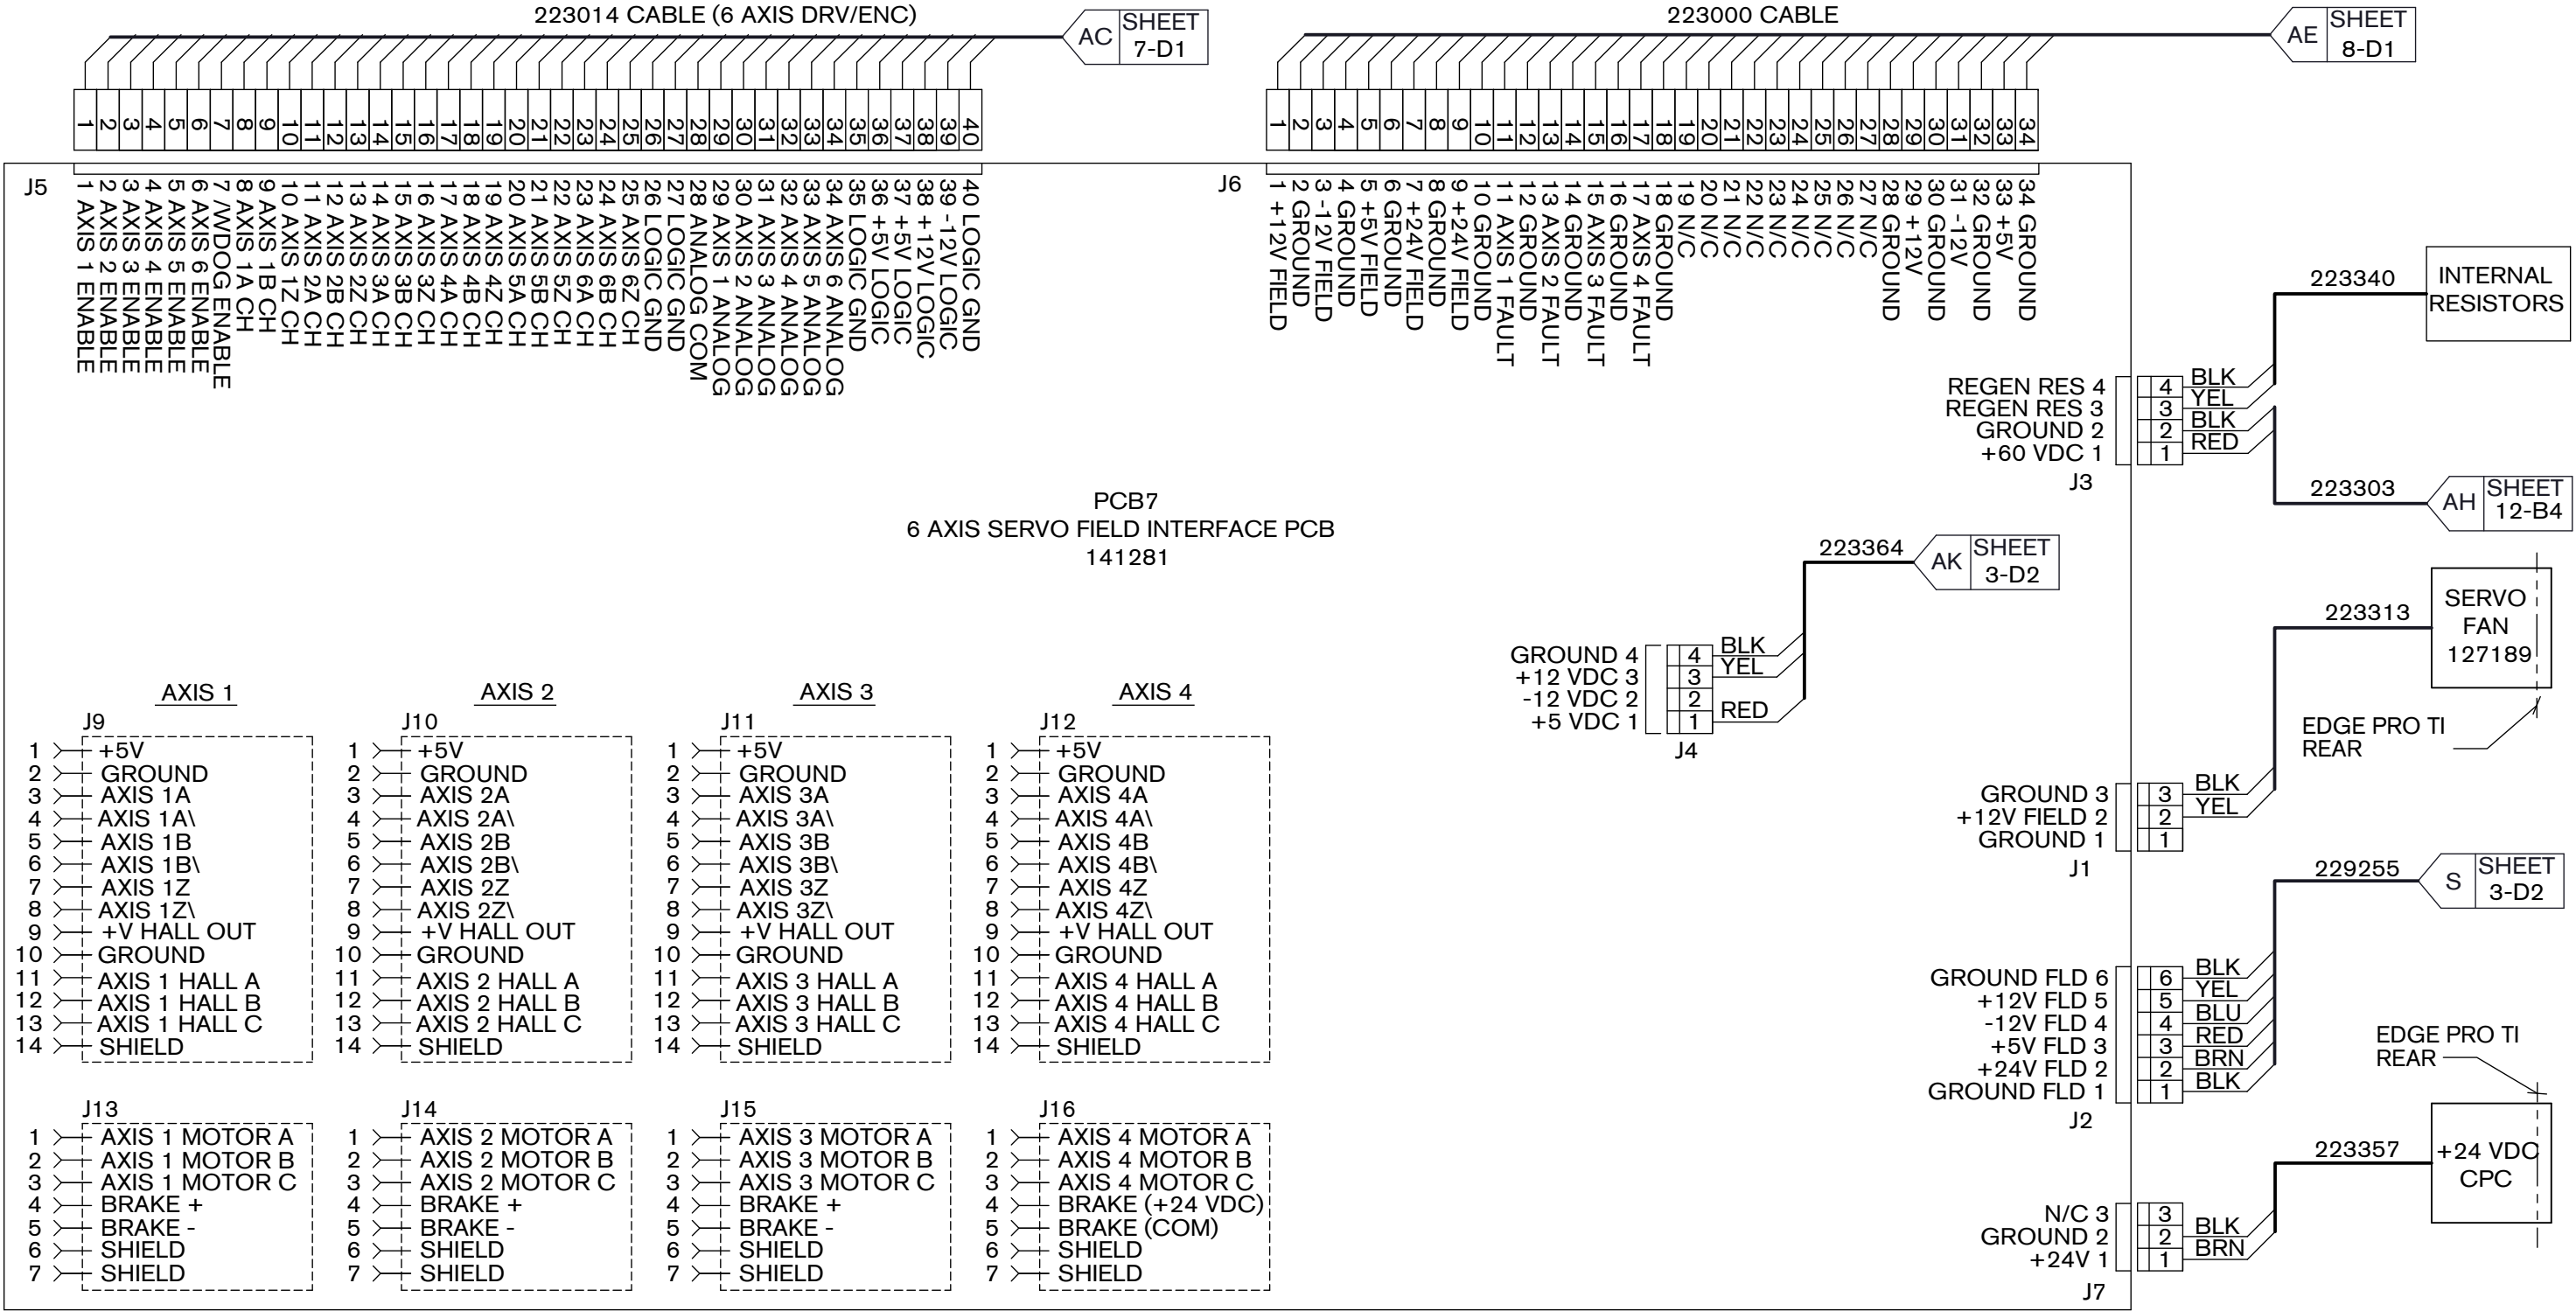 223014 CABLE (6 AXIS DRV/ENC)
AC SHEET
7-D1
223000 CABLE
AE SHEET
8-D1
1 2 3 4 5 6 7 8 9 10 11 12 13 14 15 16 17 18 19 20 21 22 23 24 25 26 27 28 29 30 31 32 33 34 35 36 37 38 39 40
1 2 3 4 5 6 7 8 9 10 11 12 13 14 15 16 17 18 19 20 21 22 23 24 25 26 27 28 29 30 31 32 33 34
J5
1 AXIS 1 ENABLE
2 AXIS 2 ENABLE
3 AXIS 3 ENABLE
4 AXIS 4 ENABLE
5 AXIS 5 ENABLE
6 AXIS 6 ENABLE
7 /WDOG ENABLE
8 AXIS 1A CH
9 AXIS 1B CH
10 AXIS 1Z CH
11 AXIS 2A CH
12 AXIS 2B CH
13 AXIS 2Z CH
14 AXIS 3A CH
15 AXIS 3B CH
16 AXIS 3Z CH
17 AXIS 4A CH
18 AXIS 4B CH
19 AXIS 4Z CH
20 AXIS 5A CH
21 AXIS 5B CH
22 AXIS 5Z CH
23 AXIS 6A CH
24 AXIS 6B CH
25 AXIS 6Z CH
26 LOGIC GND
27 LOGIC GND
28 ANALOG COM
29 AXIS 1 ANALOG
30 AXIS 2 ANALOG
31 AXIS 3 ANALOG
32 AXIS 4 ANALOG
33 AXIS 5 ANALOG
34 AXIS 6 ANALOG
35 LOGIC GND
36 +5V LOGIC
37 +5V LOGIC
38 +12V LOGIC
39 -12V LOGIC
40 LOGIC GND
J6
1 +12V FIELD
2 GROUND
3 -12V FIELD
4 GROUND
5 +5V FIELD
6 GROUND
7 +24V FIELD
8 GROUND
9 +24V FIELD
10 GROUND
11 AXIS 1 FAULT
12 GROUND
13 AXIS 2 FAULT
14 GROUND
15 AXIS 3 FAULT
16 GROUND
17 AXIS 4 FAULT
18 GROUND
19 N/C
20 N/C
21 N/C
22 N/C
23 N/C
24 N/C
25 N/C
26 N/C
27 N/C
28 GROUND
29 +12V
30 GROUND
31 -12V
32 GROUND
33 +5V
34 GROUND
223340
INTERNAL
RESISTORS
REGEN RES 4 4 BLK
REGEN RES 3 3 YEL
GROUND 2 2 BLK
+60 VDC 1 1 RED
J3
223303
AH SHEET
12-B4
PCB7
6 AXIS SERVO FIELD INTERFACE PCB
141281
223364
AK SHEET
3-D2
GROUND 4 4 BLK
+12 VDC 3 3 YEL
-12 VDC 2 2
+5 VDC 1 1 RED
J4
223313
SERVO
FAN
127189
EDGE PRO TI
REAR
GROUND 3 3 BLK
+12V FIELD 2 2 YEL
GROUND 1 1
J1
229255
S SHEET
3-D2
GROUND FLD 6 6 BLK
+12V FLD 5 5 YEL
-12V FLD 4 4 BLU
+5V FLD 3 3 RED
+24V FLD 2 2 BRN
GROUND FLD 1 1 BLK
J2
EDGE PRO TI
REAR
223357
+24 VDC
CPC
N/C 3 3
GROUND 2 2 BLK
+24V 1 1 BRN
J7
AXIS 1
J9
1 +5V
2 GROUND
3 AXIS 1A
4 AXIS 1A\
5 AXIS 1B
6 AXIS 1B\
7 AXIS 1Z
8 AXIS 1Z\
9 +V HALL OUT
10 GROUND
11 AXIS 1 HALL A
12 AXIS 1 HALL B
13 AXIS 1 HALL C
14 SHIELD
AXIS 2
J10
1 +5V
2 GROUND
3 AXIS 2A
4 AXIS 2A\
5 AXIS 2B
6 AXIS 2B\
7 AXIS 2Z
8 AXIS 2Z\
9 +V HALL OUT
10 GROUND
11 AXIS 2 HALL A
12 AXIS 2 HALL B
13 AXIS 2 HALL C
14 SHIELD
AXIS 3
J11
1 +5V
2 GROUND
3 AXIS 3A
4 AXIS 3A\
5 AXIS 3B
6 AXIS 3B\
7 AXIS 3Z
8 AXIS 3Z\
9 +V HALL OUT
10 GROUND
11 AXIS 3 HALL A
12 AXIS 3 HALL B
13 AXIS 3 HALL C
14 SHIELD
AXIS 4
J12
1 +5V
2 GROUND
3 AXIS 4A
4 AXIS 4A\
5 AXIS 4B
6 AXIS 4B\
7 AXIS 4Z
8 AXIS 4Z\
9 +V HALL OUT
10 GROUND
11 AXIS 4 HALL A
12 AXIS 4 HALL B
13 AXIS 4 HALL C
14 SHIELD
J13
1 AXIS 1 MOTOR A
2 AXIS 1 MOTOR B
3 AXIS 1 MOTOR C
4 BRAKE +
5 BRAKE -
6 SHIELD
7 SHIELD
J14
1 AXIS 2 MOTOR A
2 AXIS 2 MOTOR B
3 AXIS 2 MOTOR C
4 BRAKE +
5 BRAKE -
6 SHIELD
7 SHIELD
J15
1 AXIS 3 MOTOR A
2 AXIS 3 MOTOR B
3 AXIS 3 MOTOR C
4 BRAKE +
5 BRAKE -
6 SHIELD
7 SHIELD
J16
1 AXIS 4 MOTOR A
2 AXIS 4 MOTOR B
3 AXIS 4 MOTOR C
4 BRAKE (+24 VDC)
5 BRAKE (COM)
6 SHIELD
7 SHIELD